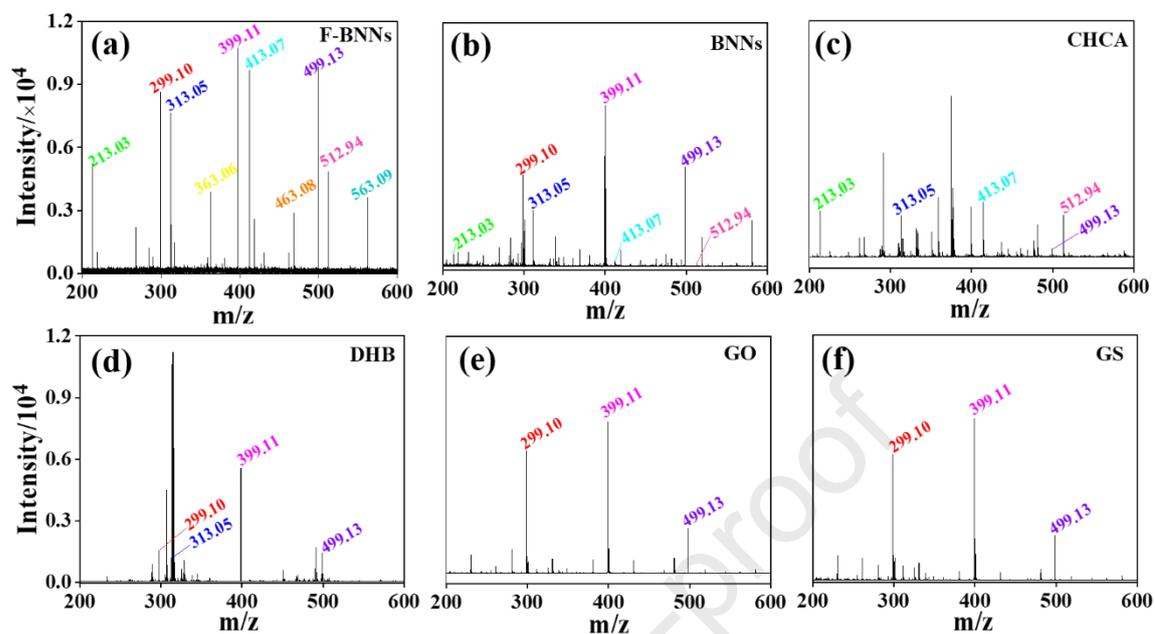 (a)
F-BNNs
1.2
0.9
0.6
0.3
0.0
Intensity/×10⁴
213.03
299.10
313.05
363.06
399.11
413.07
463.08
499.13
512.94
563.09
200 300 400 500 600
m/z
(b)
BNNs
213.03
299.10
313.05
399.11
413.07
499.13
512.94
200 300 400 500 600
m/z
(c)
CHCA
213.03
313.05
413.07
512.94
499.13
200 300 400 500 600
m/z
(d)
DHB
1.2
0.9
0.6
0.3
0.0
Intensity/10⁴
299.10
313.05
399.11
499.13
200 300 400 500 600
m/z
(e)
GO
299.10
399.11
499.13
200 300 400 500 600
m/z
(f)
GS
299.10
399.11
499.13
200 300 400 500 600
m/z
proof